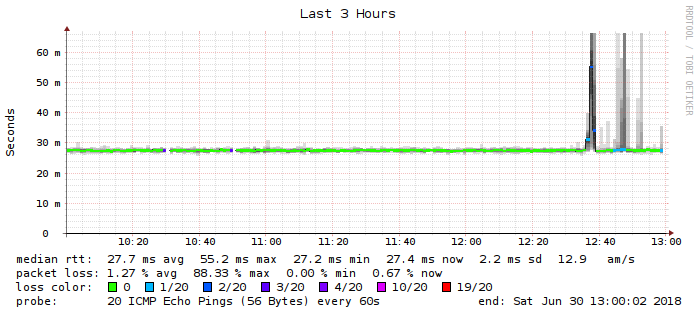 Last 3 Hours
RRDTOOL / TOBI OETIKER
Seconds
60 m
50 m
40 m
30 m
20 m
10 m
0
10:20 10:40 11:00 11:20 11:40 12:00 12:20 12:40 13:00
median rtt: 27.7 ms avg 55.2 ms max 27.2 ms min 27.4 ms now 2.2 ms sd 12.9 am/s
packet loss: 1.27 % avg 88.33 % max 0.00 % min 0.67 % now
loss color: 0 1/20 2/20 3/20 4/20 10/20 19/20
probe: 20 ICMP Echo Pings (56 Bytes) every 60s end: Sat Jun 30 13:00:02 2018